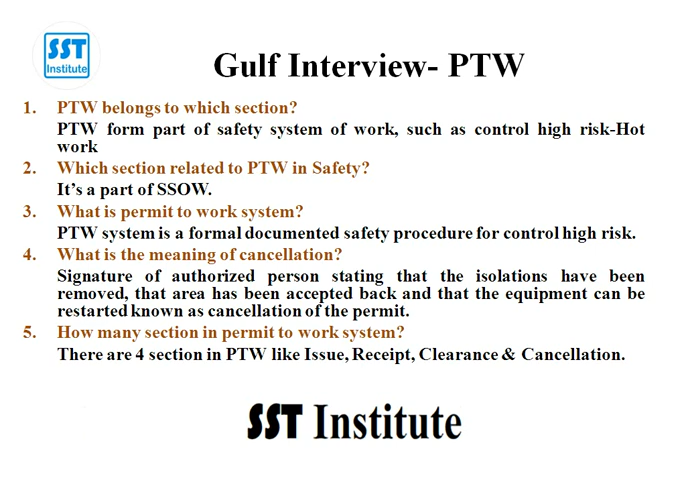 SST
Institute
Gulf Interview- PTW
1. PTW belongs to which section?
PTW form part of safety system of work, such as control high risk-Hot
work
2. Which section related to PTW in Safety?
It's a part of SSOW.
3. What is permit to work system?
PTW system is a formal documented safety procedure for control high risk.
4. What is the meaning of cancellation?
Signature of authorized person stating that the isolations have been
removed, that area has been accepted back and that the equipment can be
restarted known as cancellation of the permit.
5. How many section in permit to work system?
There are 4 section in PTW like Issue, Receipt, Clearance & Cancellation.
SST Institute